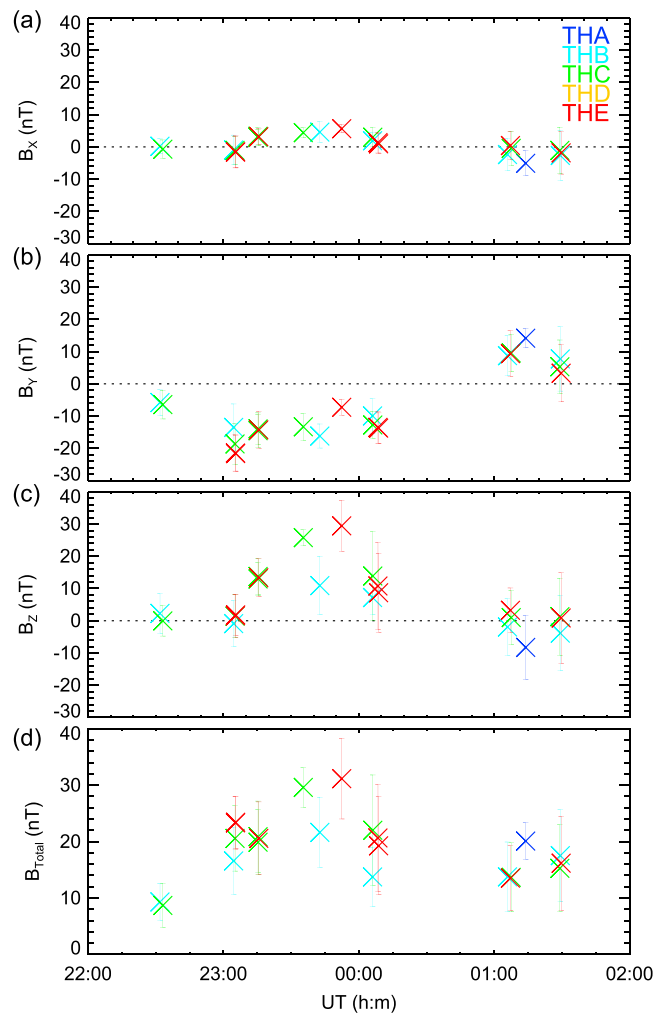 (a)
40
30
20
10
0
-10
-20
-30
B_X (nT)
THA
THB
THC
THD
THE
(b)
40
30
20
10
0
-10
-20
-30
B_Y (nT)
(c)
40
30
20
10
0
-10
-20
-30
B_Z (nT)
(d)
40
30
20
10
0
B_Total (nT)
22:00 23:00 00:00 01:00 02:00
UT (h:m)